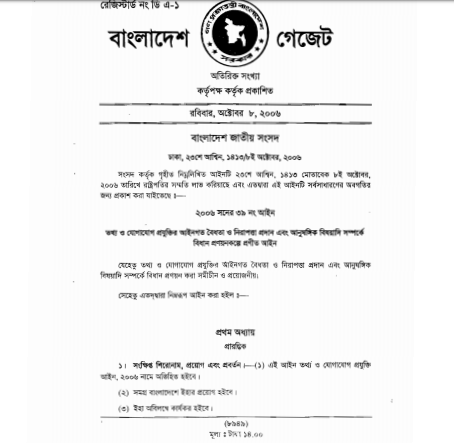 রেজিস্টার্ড নং ডি এ-১
বাংলাদেশ গেজেট
অতিরিক্ত সংখ্যা
কর্তৃপক্ষ কর্তৃক প্রকাশিত
রবিবার, অক্টোবর ৮, ২০০৬
বাংলাদেশ জাতীয় সংসদ
ঢাকা, ২৩শে আশ্বিন, ১৪১৩/৮ই অক্টোবর, ২০০৬
সংসদ কর্তৃক গৃহীত নিম্নলিখিত আইনটি ২৩শে আশ্বিন, ১৪১৩ মোতাবেক ৮ই অক্টোবর,
২০০৬ তারিখে রাষ্ট্রপতির সম্মতি লাভ করিয়াছে এবং এতদ্বারা এই আইনটি সর্বসাধারণের অবগতির
জন্য প্রকাশ করা যাইতেছে ঃ—
২০০৬ সনের ৩৯ নং আইন
তথ্য ও যোগাযোগ প্রযুক্তির আইনগত বৈধতা ও নিরাপত্তা প্রদান এবং আনুষঙ্গিক বিষয়াদি সম্পর্কে
বিধান প্রণয়নকল্পে প্রণীত আইন
যেহেতু তথ্য ও যোগাযোগ প্রযুক্তির আইনগত বৈধতা ও নিরাপত্তা প্রদান এবং আনুষঙ্গিক
বিষয়াদি সম্পর্কে বিধান প্রণয়ন করা সমীচীন ও প্রয়োজনীয়;
সেহেতু এতদ্দ্বারা নিম্নরূপ আইন করা হইল ঃ—
প্রথম অধ্যায়
প্রারম্ভিক
১। সংক্ষিপ্ত শিরোনাম, প্রয়োগ এবং প্রবর্তন।—(১) এই আইন তথ্য ও যোগাযোগ প্রযুক্তি
আইন, ২০০৬ নামে অভিহিত হইবে।
(২) সমগ্র বাংলাদেশে ইহার প্রয়োগ হইবে।
(৩) ইহা অবিলম্বে কার্যকর হইবে।
(৮৯৪৯)
মূল্য ঃ টাকা ১৪.০০